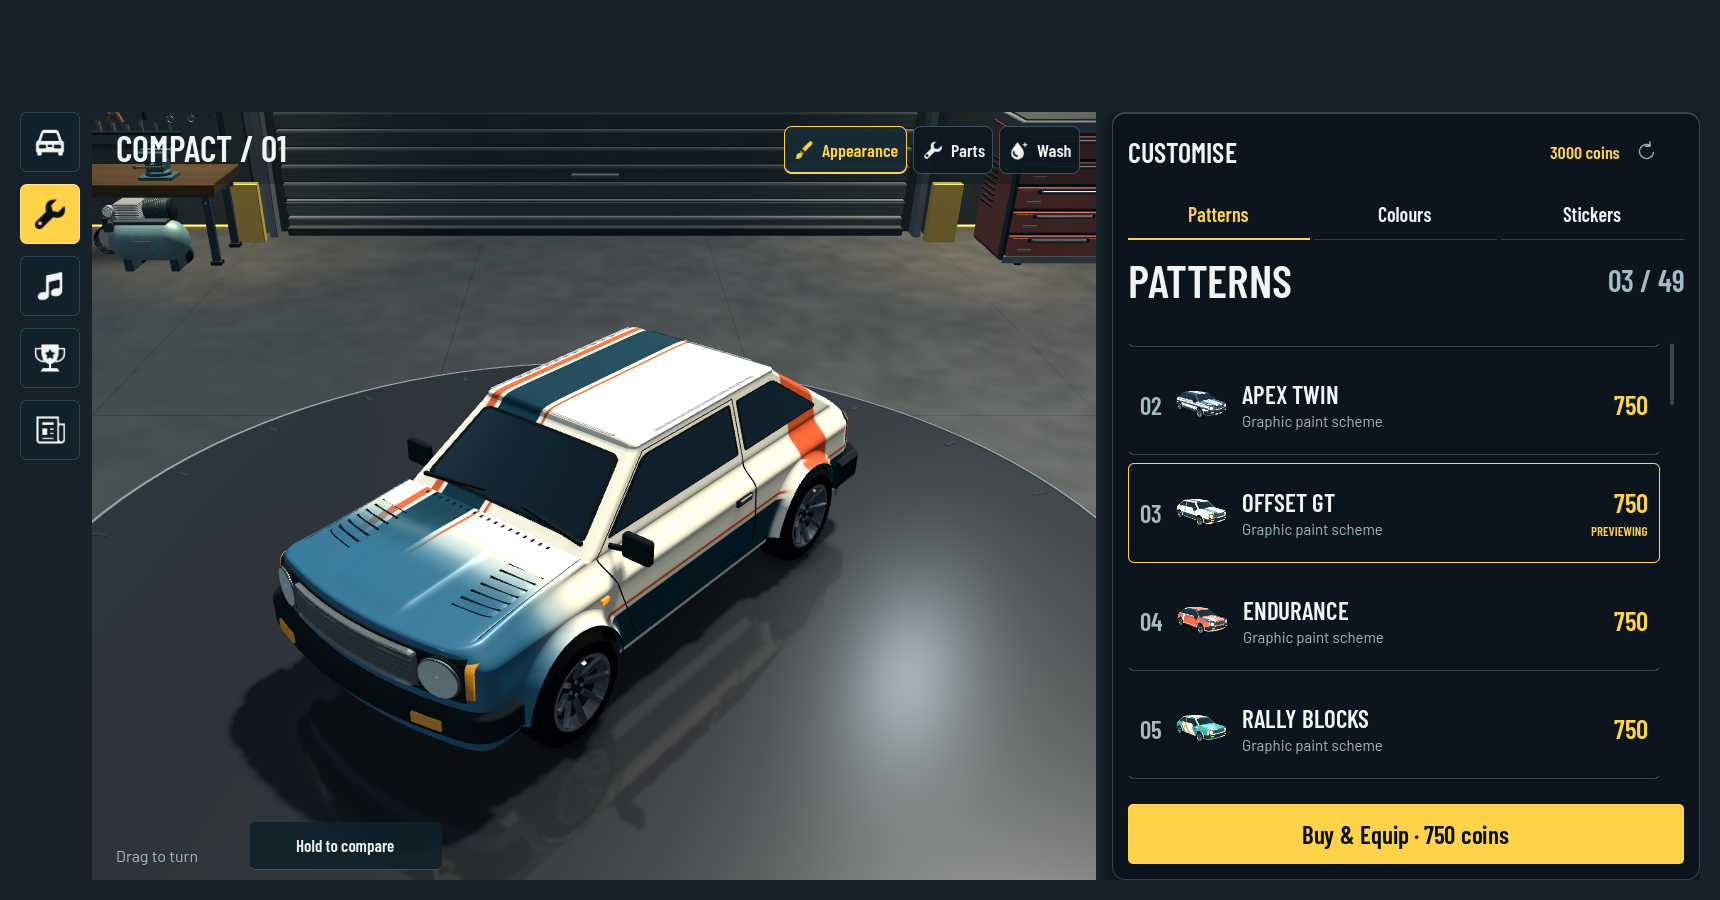 COMPACT / 01
Appearance
Parts
Wash
Drag to turn
Hold to compare
CUSTOMISE
3000 coins
Patterns
Colours
Stickers
PATTERNS
03 / 49
02
APEX TWIN
Graphic paint scheme
750
03
OFFSET GT
Graphic paint scheme
750
PREVIEWING
04
ENDURANCE
Graphic paint scheme
750
05
RALLY BLOCKS
Graphic paint scheme
750
Buy & Equip · 750 coins